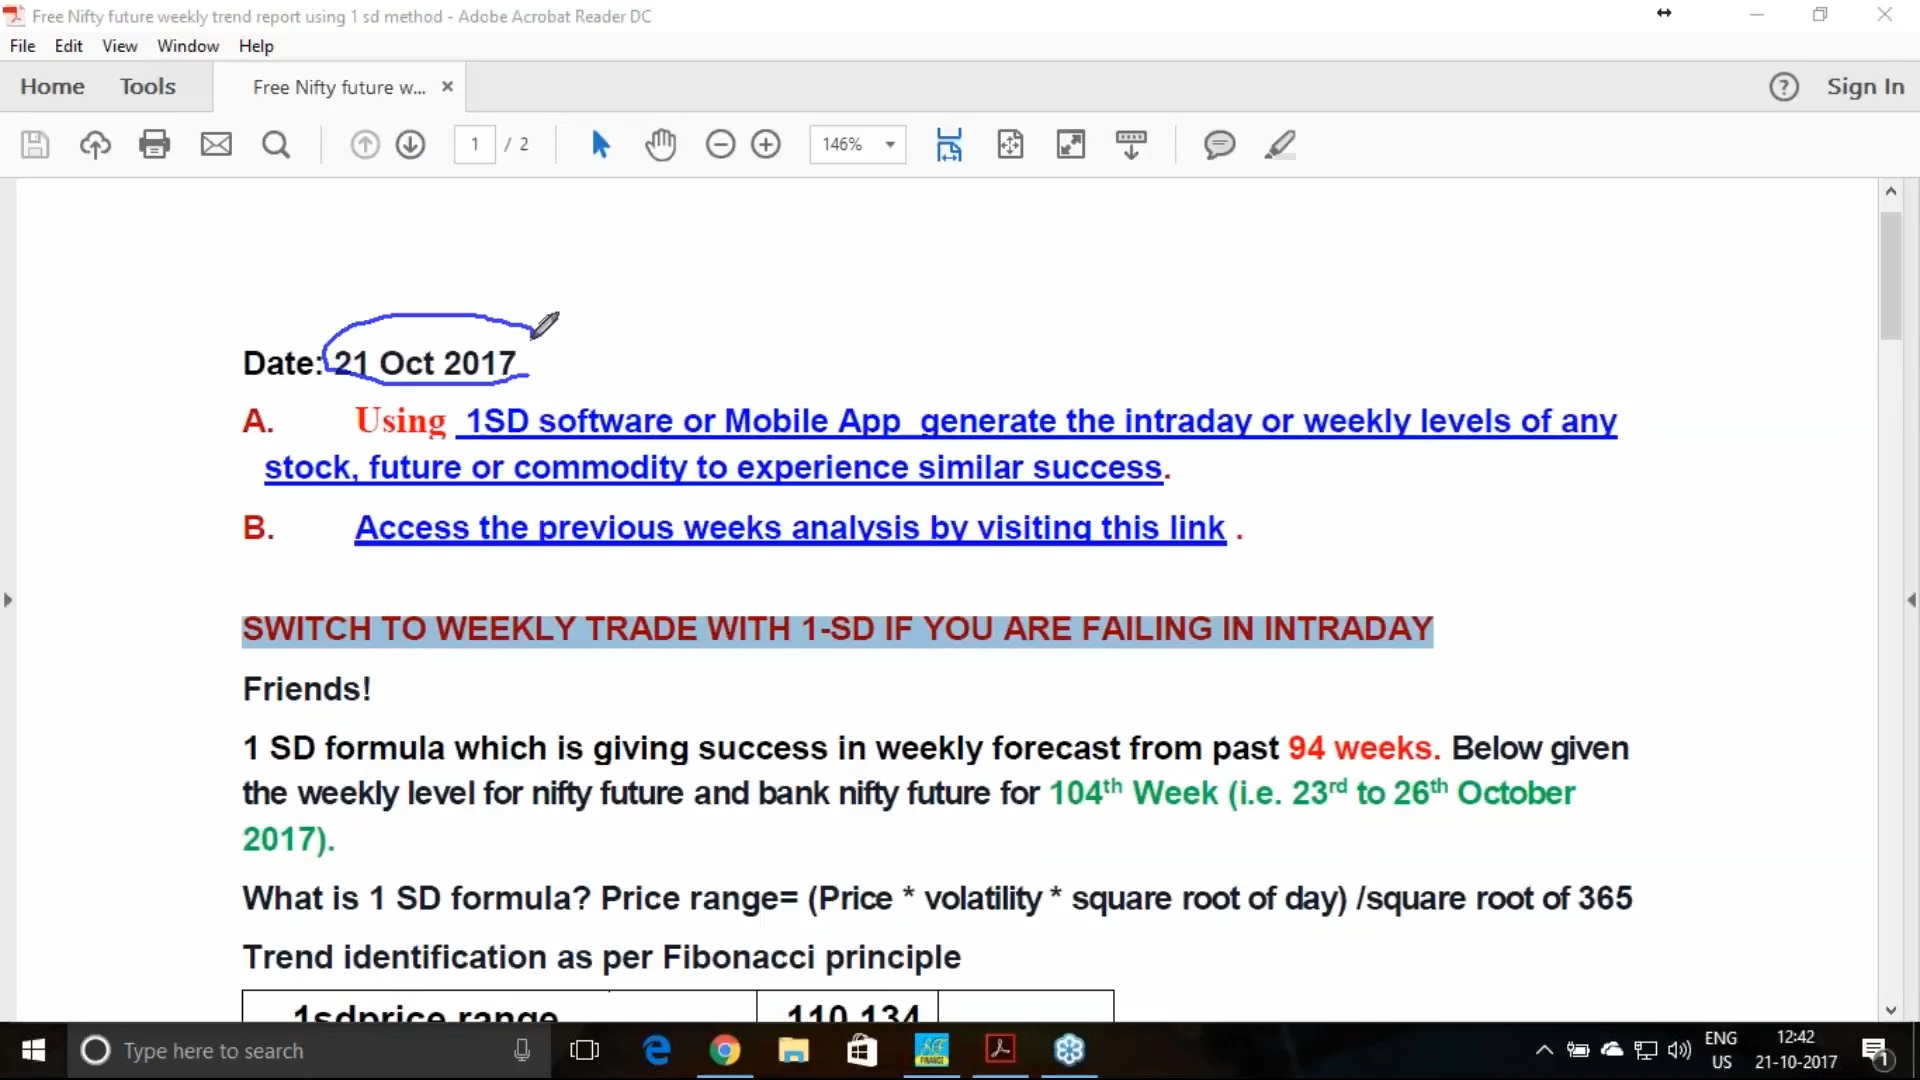 Free Nifty future weekly trend report using 1 sd method - Adobe Acrobat Reader DC
File Edit View Window Help
Home Tools Free Nifty future w... × ? Sign In
1 / 2 146%
Date: 21 Oct 2017
A. Using 1SD software or Mobile App generate the intraday or weekly levels of any
stock, future or commodity to experience similar success.
B. Access the previous weeks analysis by visiting this link .
SWITCH TO WEEKLY TRADE WITH 1-SD IF YOU ARE FAILING IN INTRADAY
Friends!
1 SD formula which is giving success in weekly forecast from past 94 weeks. Below given
the weekly level for nifty future and bank nifty future for 104th Week (i.e. 23rd to 26th October
2017).
What is 1 SD formula? Price range= (Price * volatility * square root of day) /square root of 365
Trend identification as per Fibonacci principle
1sdprice range 110.134
Type here to search FINANCE ENG 12:42
US 21-10-2017 1